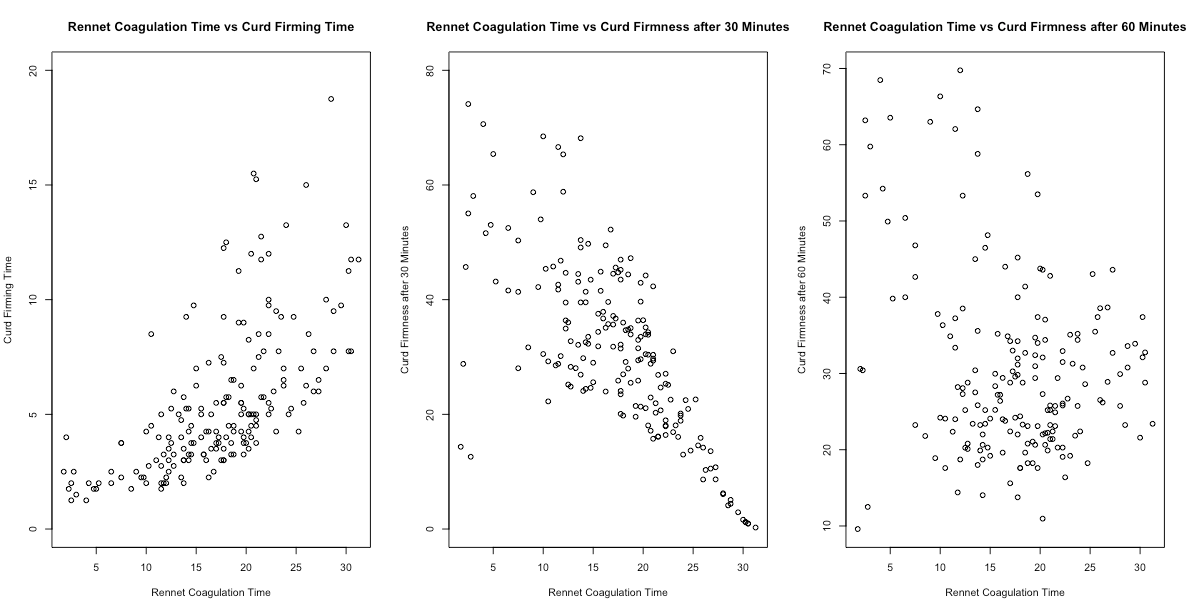 Rennet Coagulation Time vs Curd Firming Time
Curd Firming Time
20
15
10
5
0
5 10 15 20 25 30
Rennet Coagulation Time
Rennet Coagulation Time vs Curd Firmness after 30 Minutes
Curd Firmness after 30 Minutes
80
60
40
20
0
5 10 15 20 25 30
Rennet Coagulation Time
Rennet Coagulation Time vs Curd Firmness after 60 Minutes
Curd Firmness after 60 Minutes
70
60
50
40
30
20
10
5 10 15 20 25 30
Rennet Coagulation Time